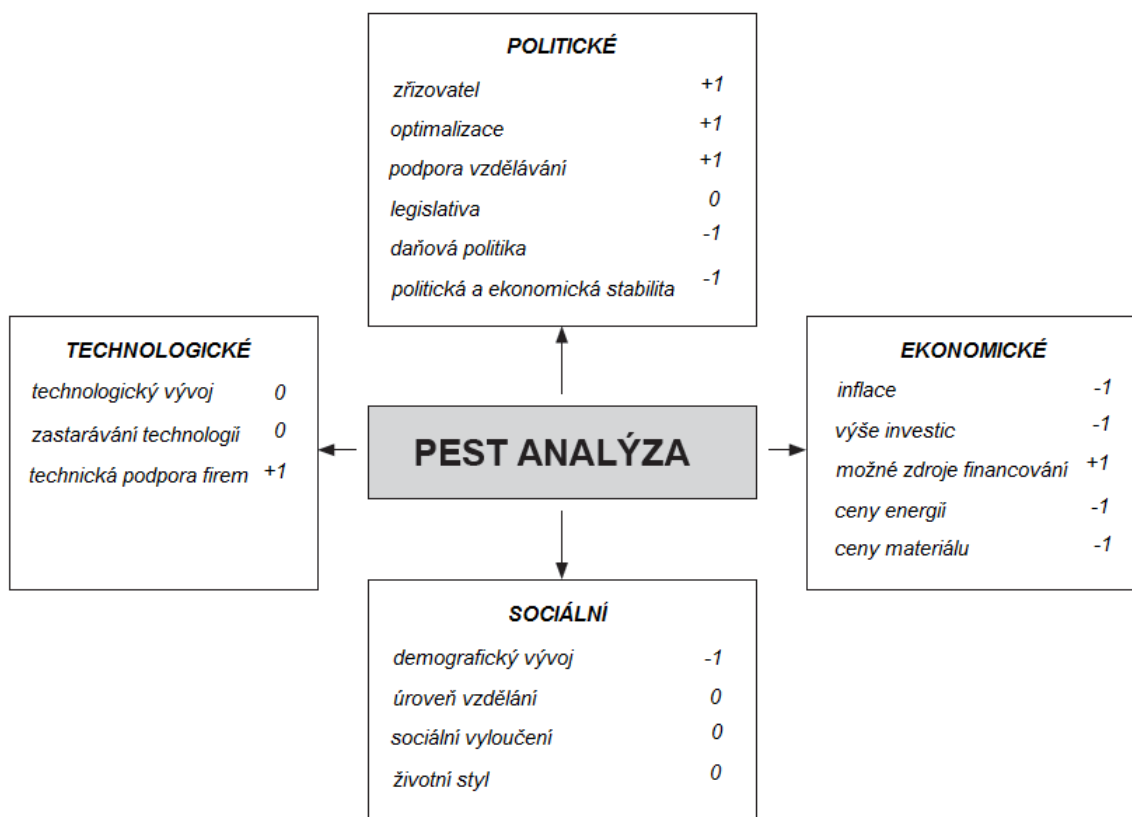 POLITICKÉ
zřizovatel +1
optimalizace +1
podpora vzdělávání +1
legislativa 0
daňová politika -1
politická a ekonomická stabilita -1
TECHNOLOGICKÉ
technologický vývoj 0
zastarávání technologií 0
technická podpora firem +1
PEST ANALÝZA
EKONOMICKÉ
inflace -1
výše investic -1
možné zdroje financování +1
ceny energií -1
ceny materiálu -1
SOCIÁLNÍ
demografický vývoj -1
úroveň vzdělání 0
sociální vyloučení 0
životní styl 0